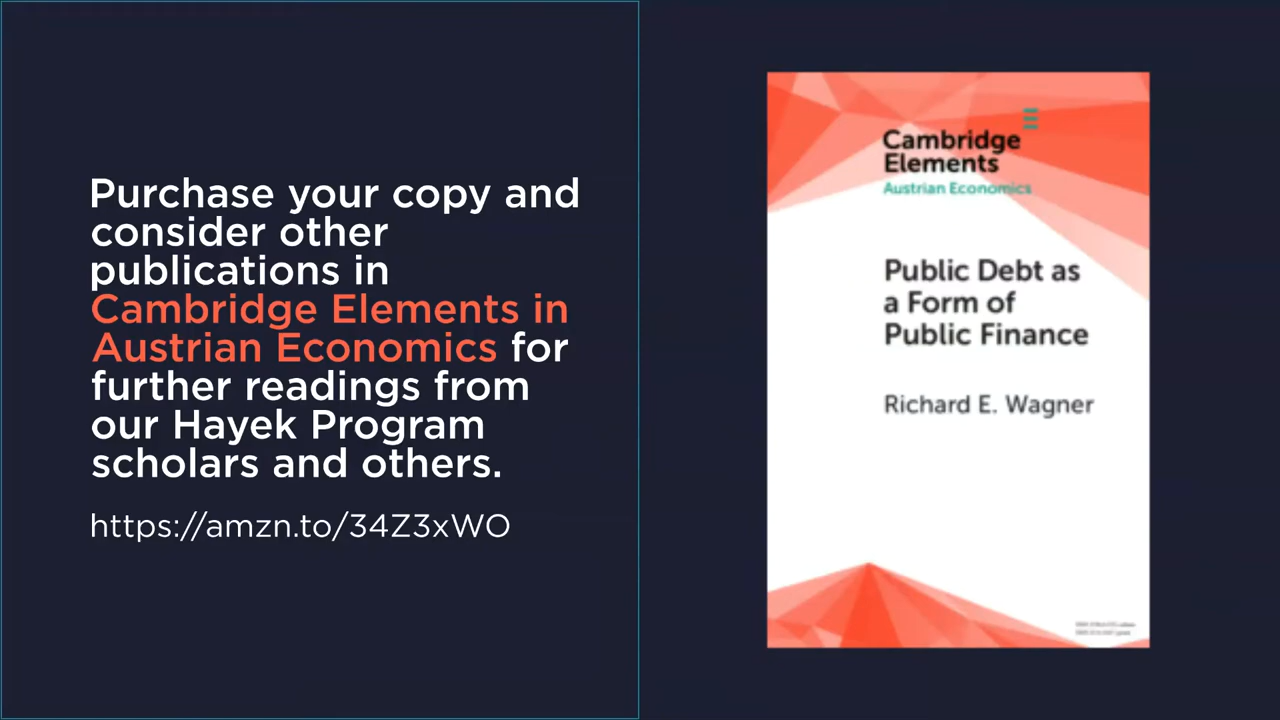 Purchase your copy and
consider other
publications in
Cambridge Elements in
Austrian Economics for
further readings from
our Hayek Program
scholars and others.
https://amzn.to/34Z3xWO
Cambridge
Elements
Austrian Economics
Public Debt as
a Form of
Public Finance
Richard E. Wagner